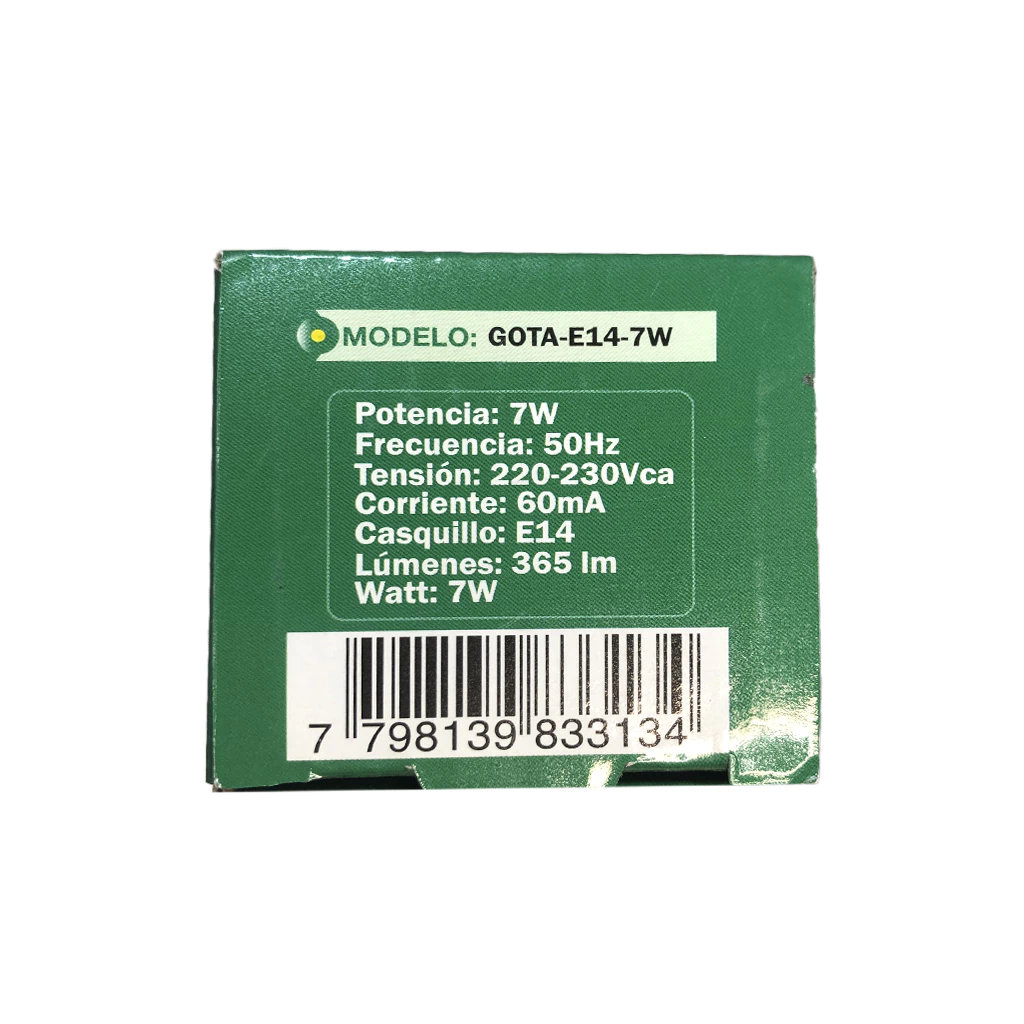 MODELO: GOTA-E14-7W
Potencia: 7W
Frecuencia: 50Hz
Tensión: 220-230Vca
Corriente: 60mA
Casquillo: E14
Lúmenes: 365 lm
Watt: 7W
7 798139 833134